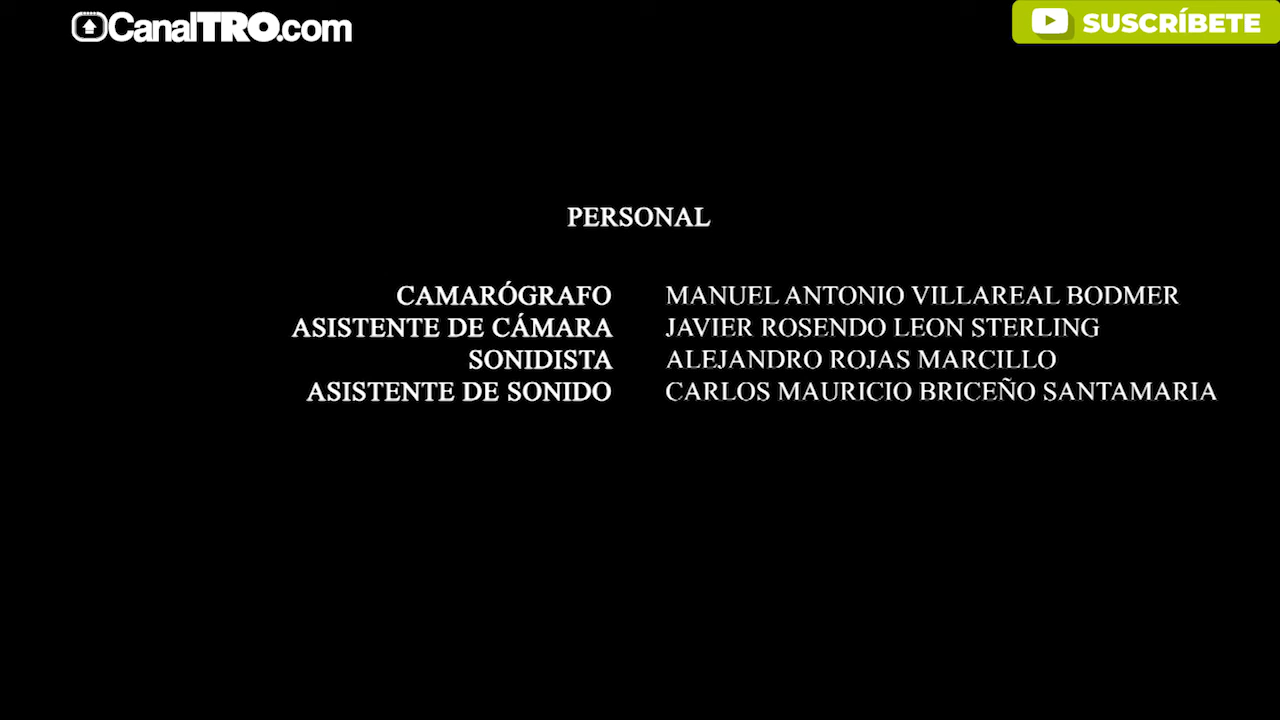 CanalTRO.com
SUSCRÍBETE
PERSONAL
CAMARÓGRAFO MANUEL ANTONIO VILLAREAL BODMER
ASISTENTE DE CÁMARA JAVIER ROSENDO LEON STERLING
SONIDISTA ALEJANDRO ROJAS MARCILLO
ASISTENTE DE SONIDO CARLOS MAURICIO BRICEÑO SANTAMARIA